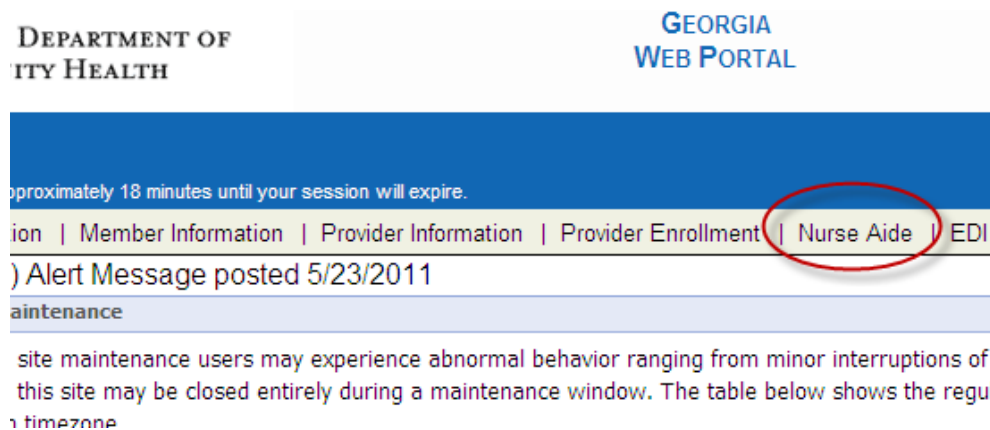 DEPARTMENT OF
ITY HEALTH
GEORGIA
WEB PORTAL
pproximately 18 minutes until your session will expire.
ion | Member Information | Provider Information | Provider Enrollment | Nurse Aide | EDI
) Alert Message posted 5/23/2011
aintenance
site maintenance users may experience abnormal behavior ranging from minor interruptions of
this site may be closed entirely during a maintenance window. The table below shows the regu
timezone